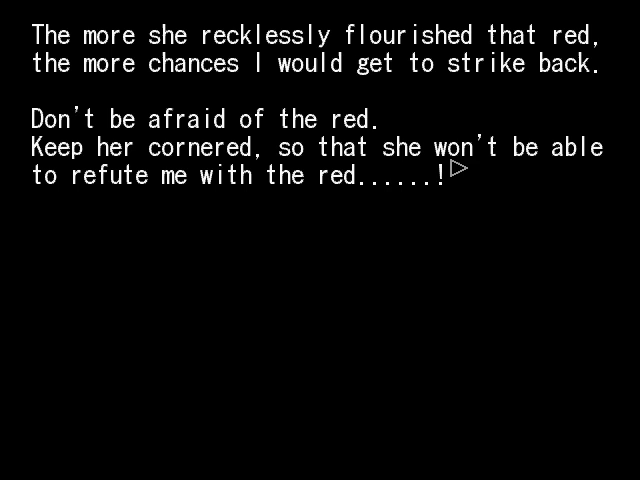 The more she recklessly flourished that red,
the more chances I would get to strike back.
Don't be afraid of the red.
Keep her cornered, so that she won't be able
to refute me with the red......!